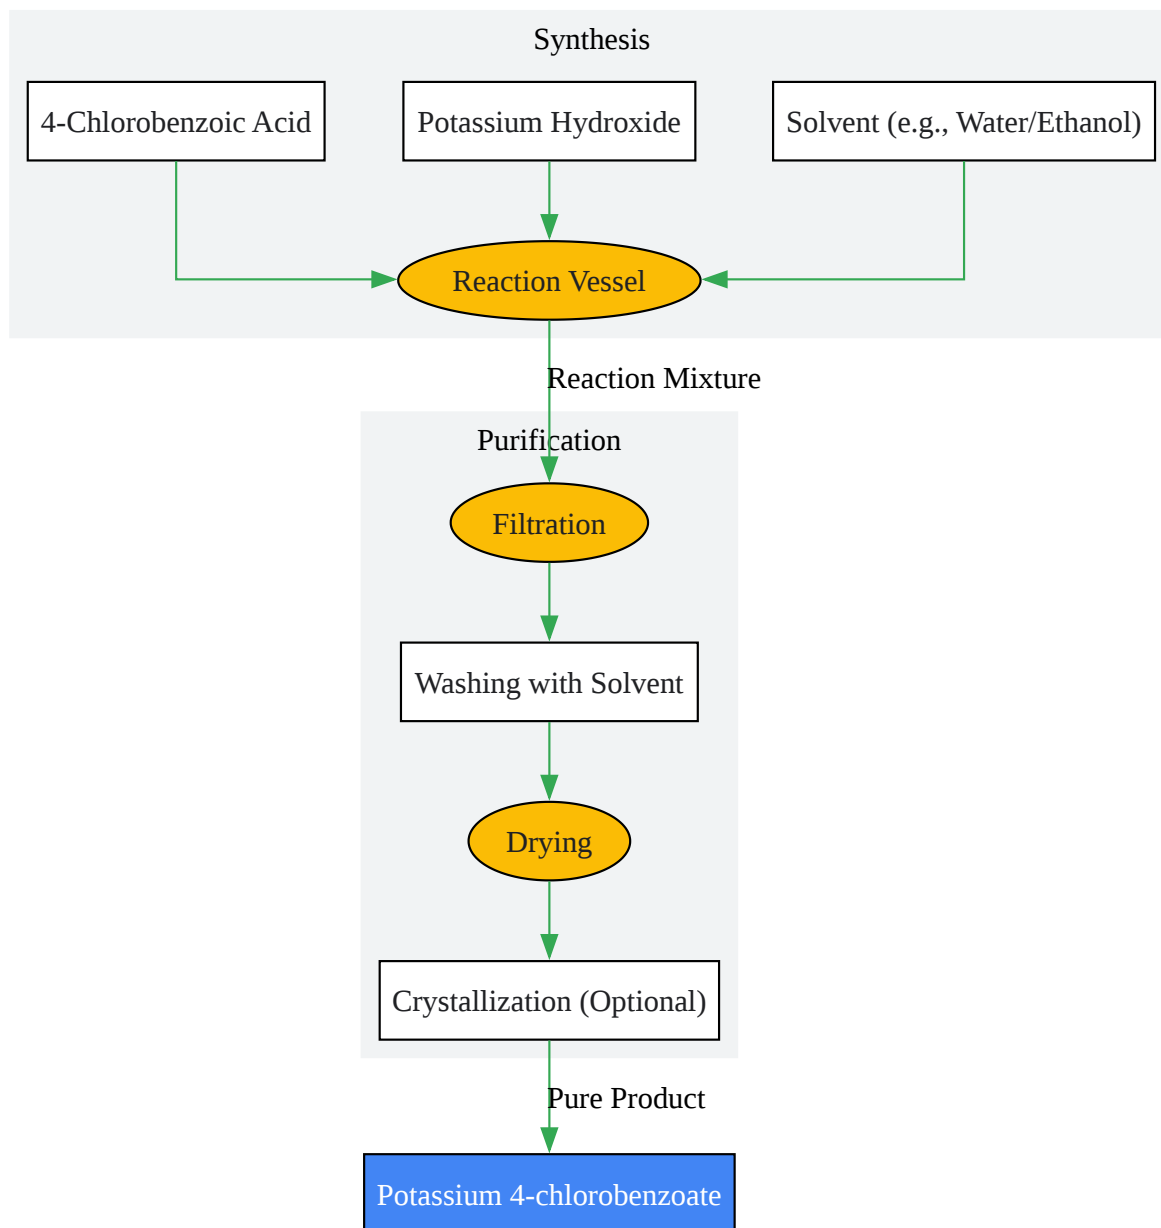 Synthesis
4-Chlorobenzoic Acid
Potassium Hydroxide
Solvent (e.g., Water/Ethanol)
Reaction Vessel
Reaction Mixture
Purification
Filtration
Washing with Solvent
Drying
Crystallization (Optional)
Pure Product
Potassium 4-chlorobenzoate